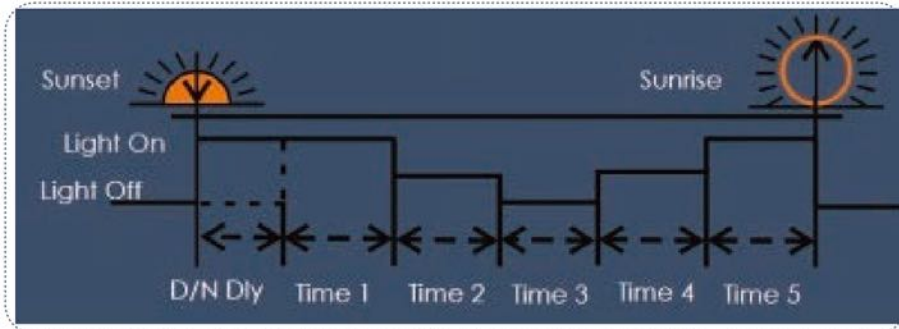 Sunset
Sunrise
Light On
Light Off
D/N Dly Time 1 Time 2 Time 3 Time 4 Time 5